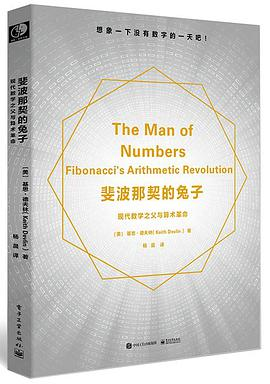 想象一下没有数字的一天吧！
The Man of
Numbers
Fibonacci's Arithmetic Revolution
斐波那契的兔子
现代数学之父与算术革命
（美）基思·德夫林（Keith Devlin） 著
杨晨 译
斐波那契的兔子
现代数学之父与算术革命
（美）基思·德夫林（Keith Devlin）著
杨晨 译
电子工业出版社